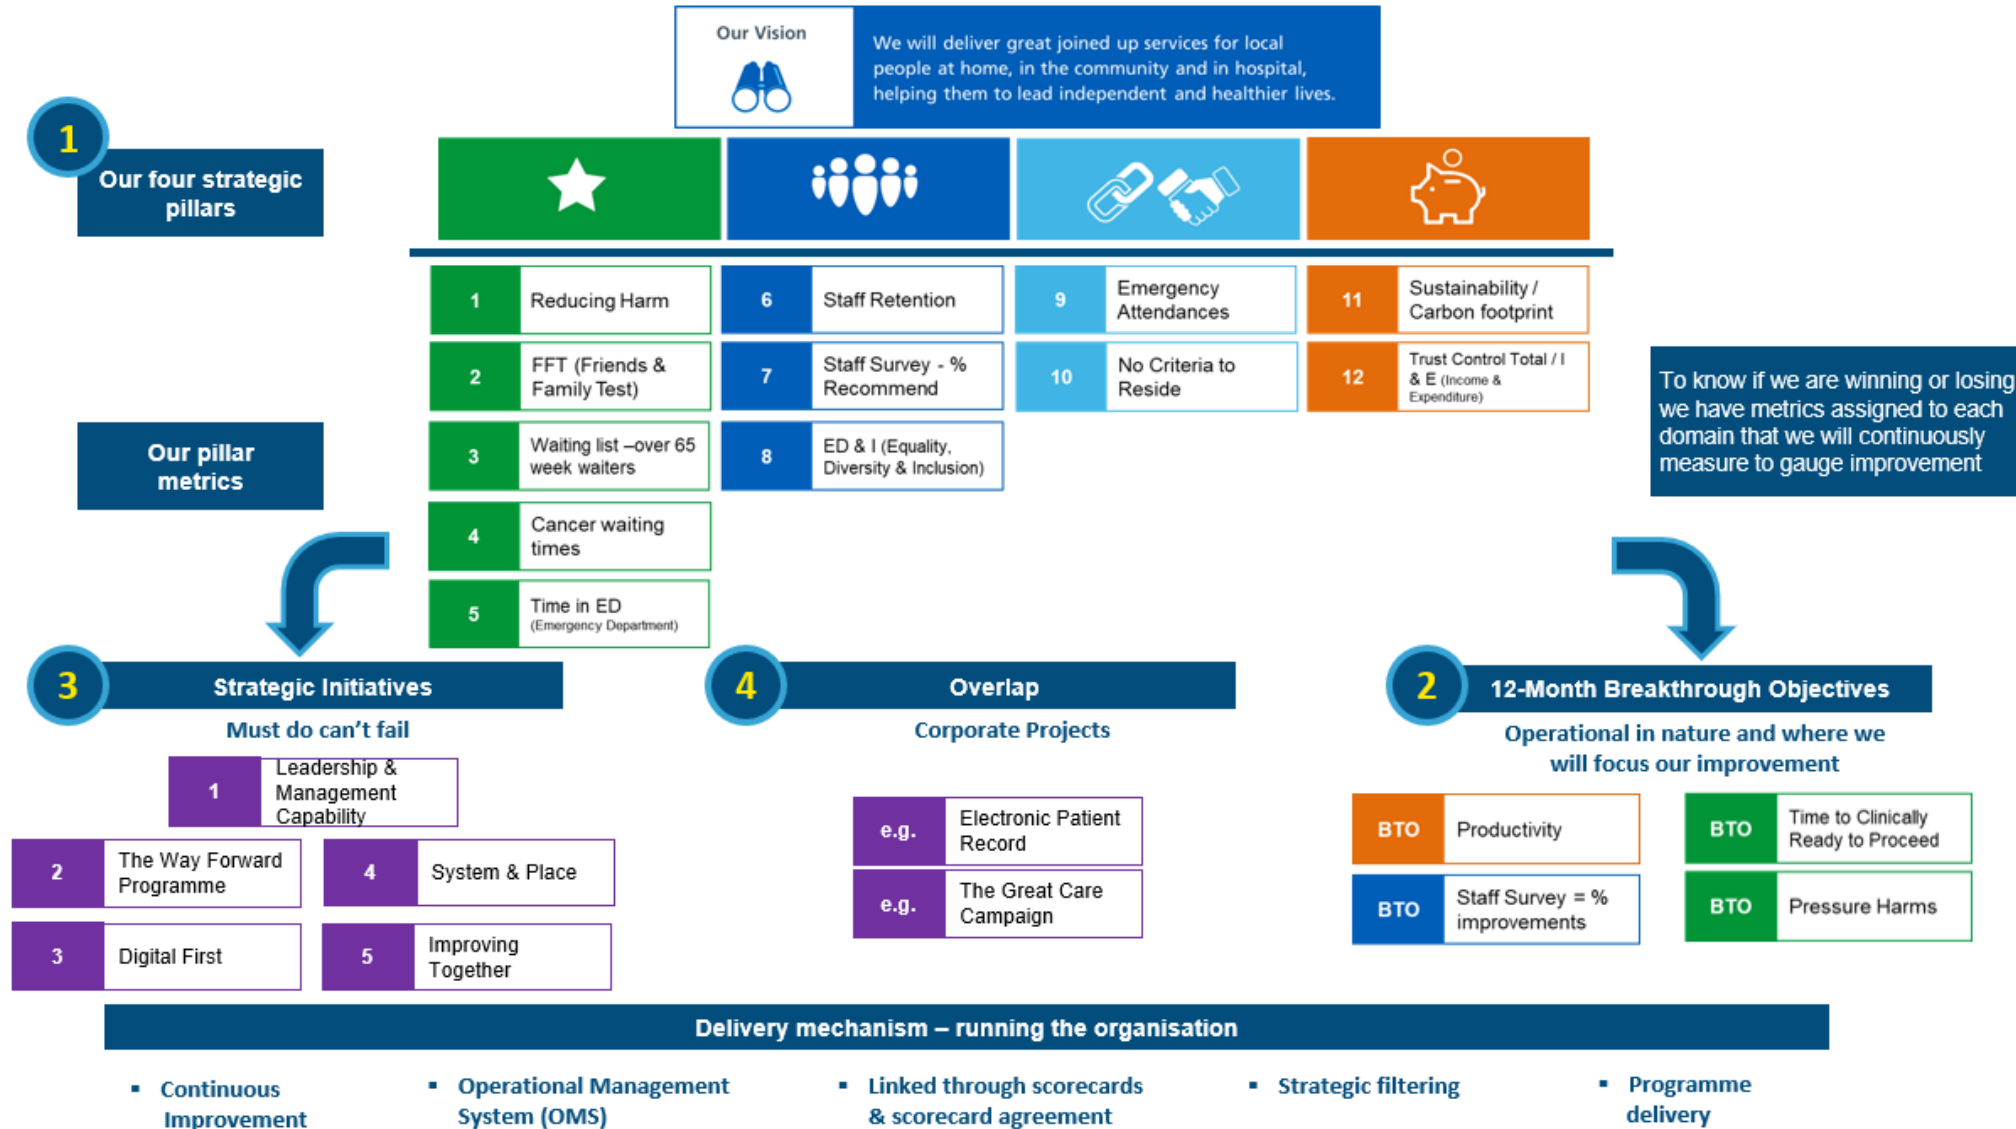 Our Vision
We will deliver great joined up services for local
people at home, in the community and in hospital,
helping them to lead independent and healthier lives.
1
Our four strategic
pillars
Our pillar
metrics
1
Reducing Harm
2
FFT (Friends &
Family Test)
3
Waiting list –over 65
week waiters
4
Cancer waiting
times
5
Time in ED
(Emergency Department)
6
Staff Retention
7
Staff Survey - %
Recommend
8
ED & I (Equality,
Diversity & Inclusion)
9
Emergency
Attendances
10
No Criteria to
Reside
11
Sustainability /
Carbon footprint
12
Trust Control Total / I
& E (Income &
Expenditure)
To know if we are winning or losing
we have metrics assigned to each
domain that we will continuously
measure to gauge improvement
3
Strategic Initiatives
Must do can't fail
1
Leadership &
Management
Capability
2
The Way Forward
Programme
3
Digital First
4
System & Place
5
Improving
Together
4
Overlap
Corporate Projects
e.g.
Electronic Patient
Record
e.g.
The Great Care
Campaign
2
12-Month Breakthrough Objectives
Operational in nature and where we
will focus our improvement
BTO
Productivity
BTO
Staff Survey = %
improvements
BTO
Time to Clinically
Ready to Proceed
BTO
Pressure Harms
Delivery mechanism – running the organisation
▪ Continuous
Improvement
▪ Operational Management
System (OMS)
▪ Linked through scorecards
& scorecard agreement
▪ Strategic filtering
▪ Programme
delivery